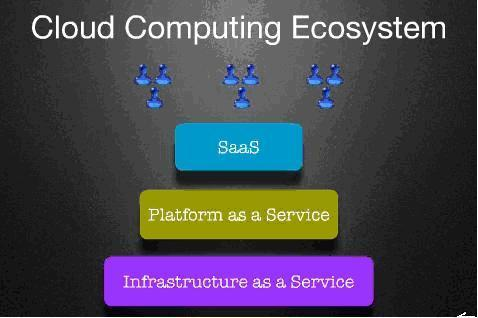 Cloud Computing Ecosystem
SaaS
Platform as a Service
Infrastructure as a Service